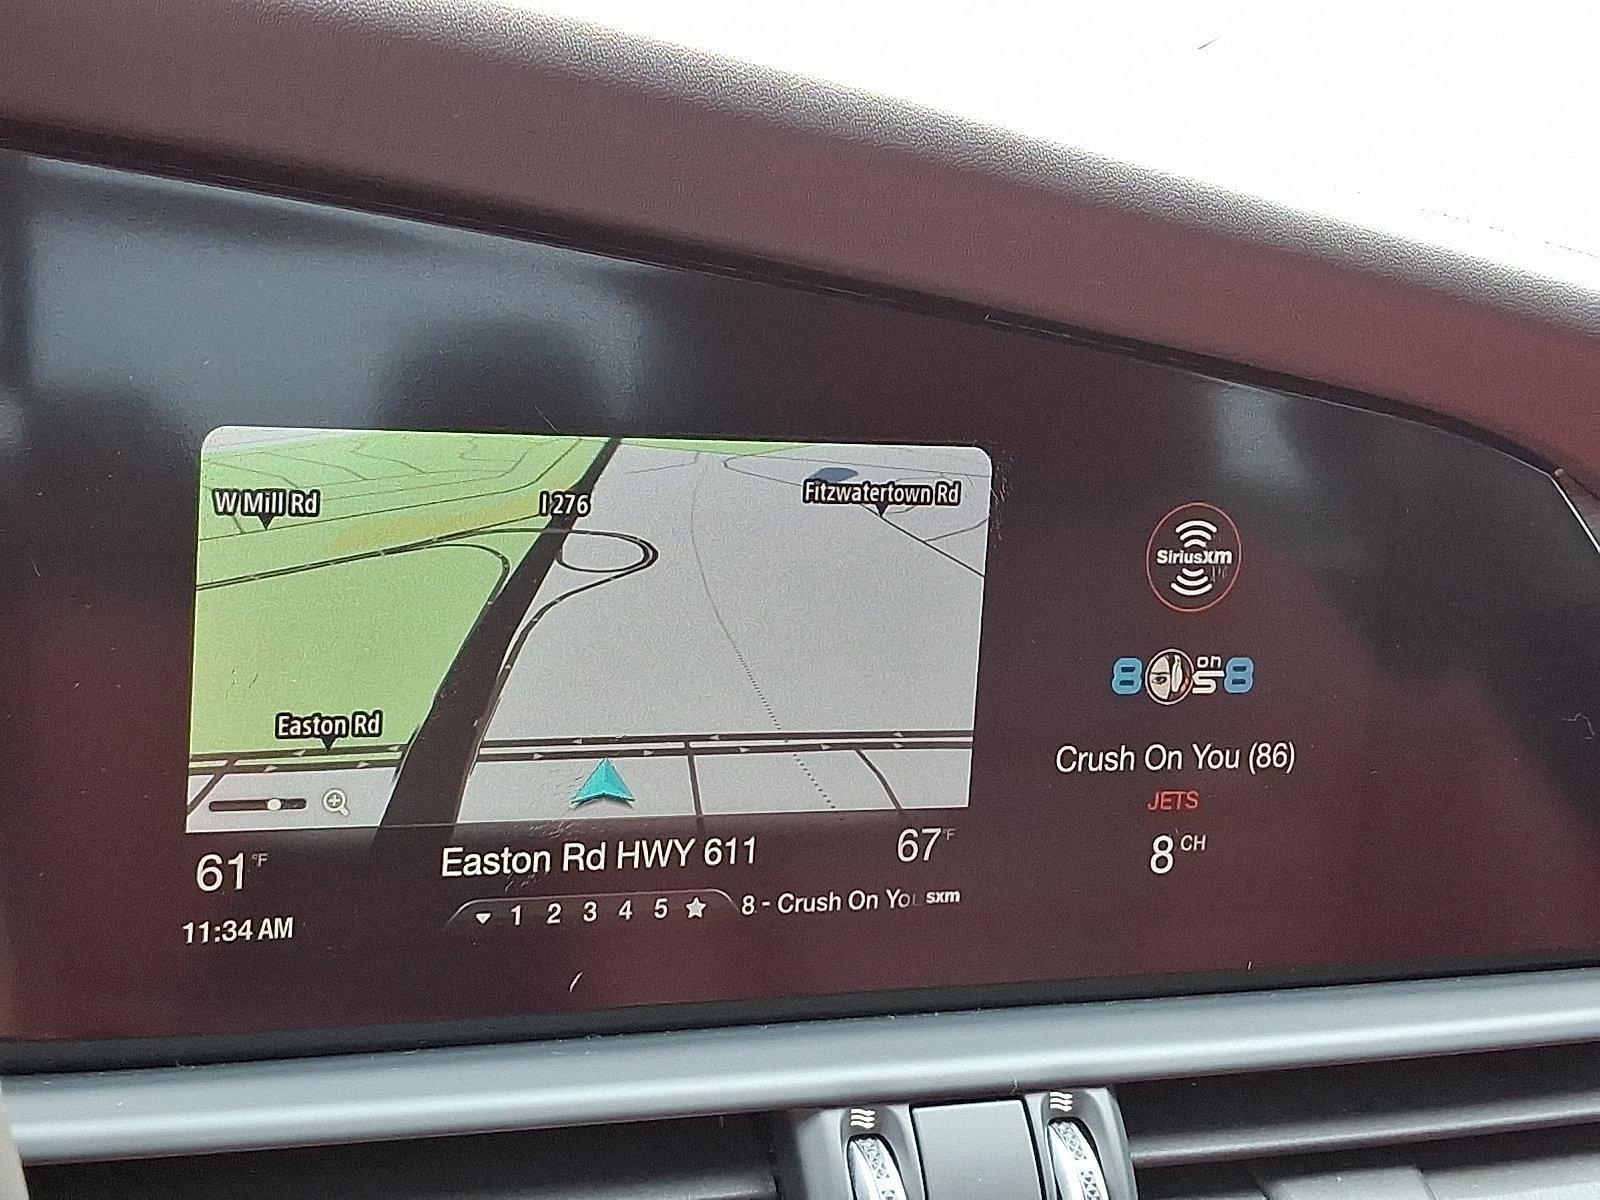 W Mill Rd
I 276
Fitzwatertown Rd
Easton Rd
61°F
Easton Rd HWY 611
67°F
11:34 AM
1 2 3 4 5
8 - Crush On You sxm
SiriusXM
8 on 8
80s
Crush On You (86)
JETS
8 CH